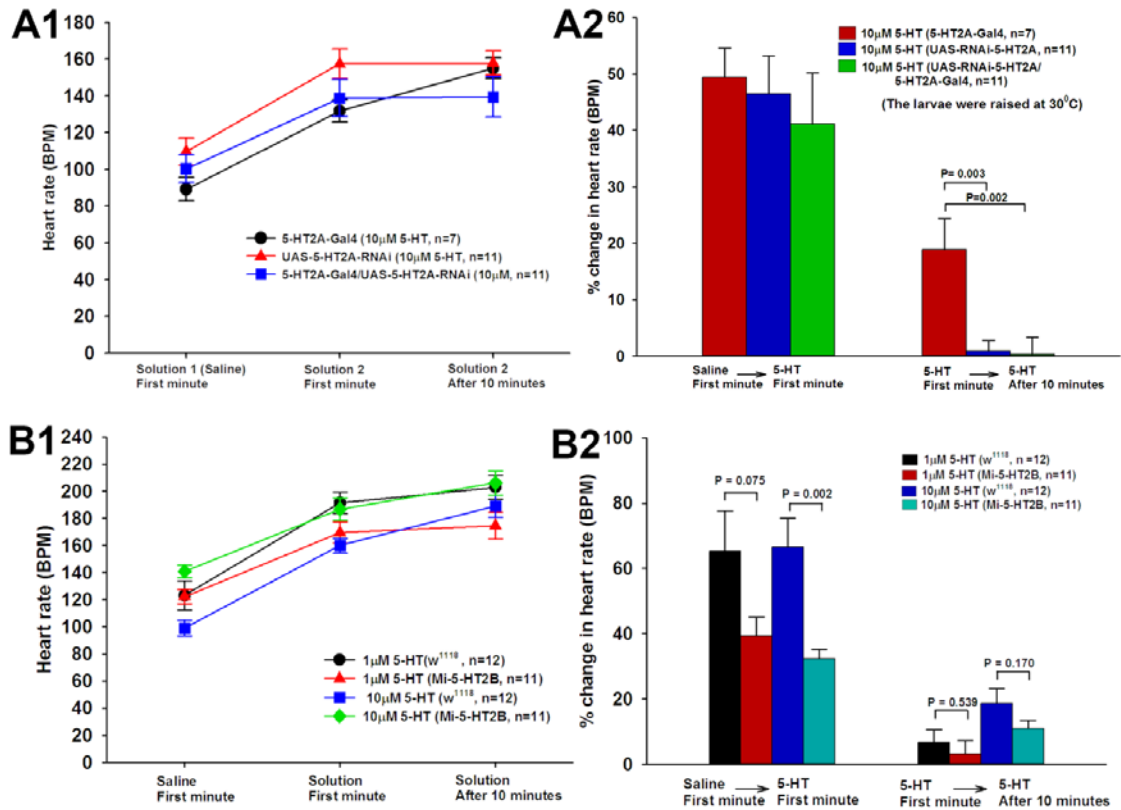 A1
180
160
140
120
100
80
60
40
20
0
Heart rate (BPM)
5-HT2A-Gal4 (10μM 5-HT, n=7)
UAS-5-HT2A-RNAi (10μM 5-HT, n=11)
5-HT2A-Gal4/UAS-5-HT2A-RNAi (10μM, n=11)
Solution 1 (Saline)
First minute
Solution 2
First minute
Solution 2
After 10 minutes
A2
60
50
40
30
20
10
0
% change in heart rate (BPM)
10μM 5-HT (5-HT2A-Gal4, n=7)
10μM 5-HT (UAS-RNAi-5-HT2A, n=11)
10μM 5-HT (UAS-RNAi-5-HT2A/
5-HT2A-Gal4, n=11)
(The larvae were raised at 30⁰C)
P= 0.003
P=0.002
Saline → 5-HT
First minute First minute
5-HT → 5-HT
First minute After 10 minutes
B1
240
220
200
180
160
140
120
100
80
60
40
20
0
Heart rate (BPM)
1μM 5-HT(w¹¹¹⁸, n=12)
1μM 5-HT (Mi-5-HT2B, n=11)
10μM 5-HT (w¹¹¹⁸, n=12)
10μM 5-HT (Mi-5-HT2B, n=11)
Saline
First minute
Solution
First minute
Solution
After 10 minutes
B2
100
80
60
40
20
0
% change in heart rate (BPM)
1μM 5-HT (w¹¹¹⁸, n =12)
1μM 5-HT (Mi-5-HT2B, n=11)
10μM 5-HT (w¹¹¹⁸, n =12)
10μM 5-HT (Mi-5-HT2B, n=11)
P = 0.075
P = 0.002
P = 0.539
P = 0.170
Saline → 5-HT
First minute First minute
5-HT → 5-HT
First minute After 10 minutes